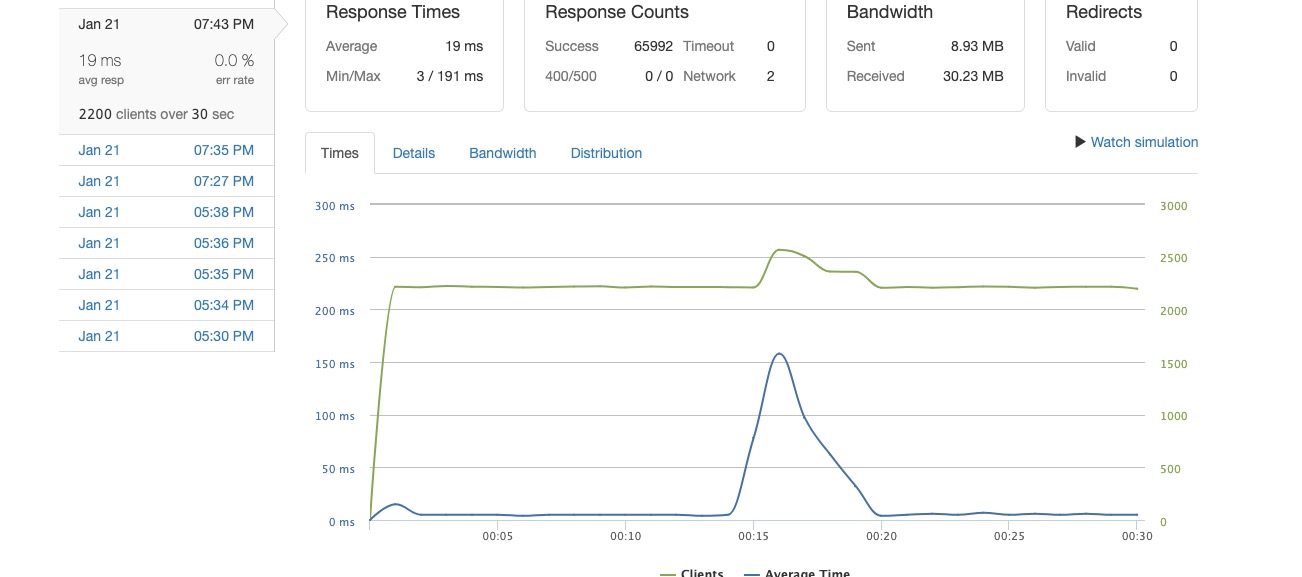 Jan 21 07:43 PM
19 ms 0.0 %
avg resp err rate
2200 clients over 30 sec
Jan 21 07:35 PM
Jan 21 07:27 PM
Jan 21 05:38 PM
Jan 21 05:36 PM
Jan 21 05:35 PM
Jan 21 05:34 PM
Jan 21 05:30 PM
Response Times
Average 19 ms
Min/Max 3 / 191 ms
Response Counts
Success 65992 Timeout 0
400/500 0 / 0 Network 2
Bandwidth
Sent 8.93 MB
Received 30.23 MB
Redirects
Valid 0
Invalid 0
Times Details Bandwidth Distribution
Watch simulation
300 ms 3000
250 ms 2500
200 ms 2000
150 ms 1500
100 ms 1000
50 ms 500
0 ms 0
00:05 00:10 00:15 00:20 00:25 00:30
Clients Average Time